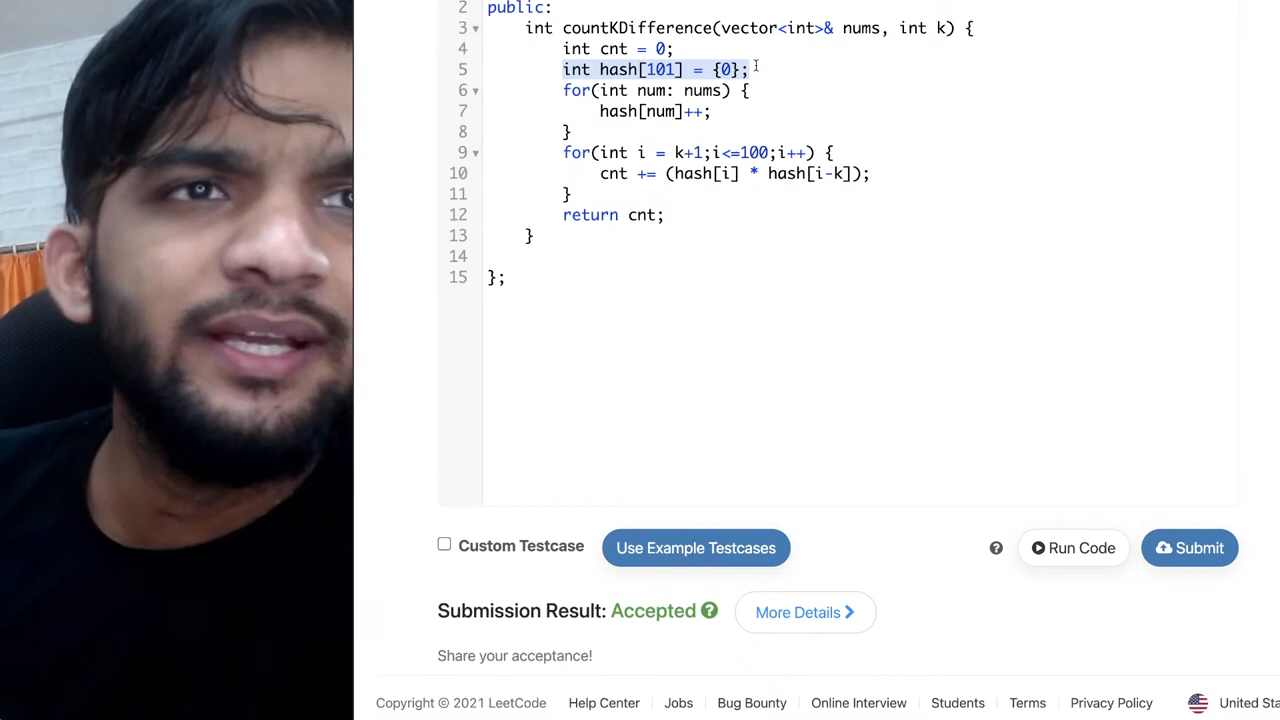 2 public:
3 int countKDifference(vector<int>& nums, int k) {
4 int cnt = 0;
5 int hash[101] = {0};
6 for(int num: nums) {
7 hash[num]++;
8 }
9 for(int i = k+1;i<=100;i++) {
10 cnt += (hash[i] * hash[i-k]);
11 }
12 return cnt;
13 }
14
15 };
Custom Testcase Use Example Testcases Run Code Submit
Submission Result: Accepted More Details
Share your acceptance!
Copyright © 2021 LeetCode Help Center Jobs Bug Bounty Online Interview Students Terms Privacy Policy United Sta